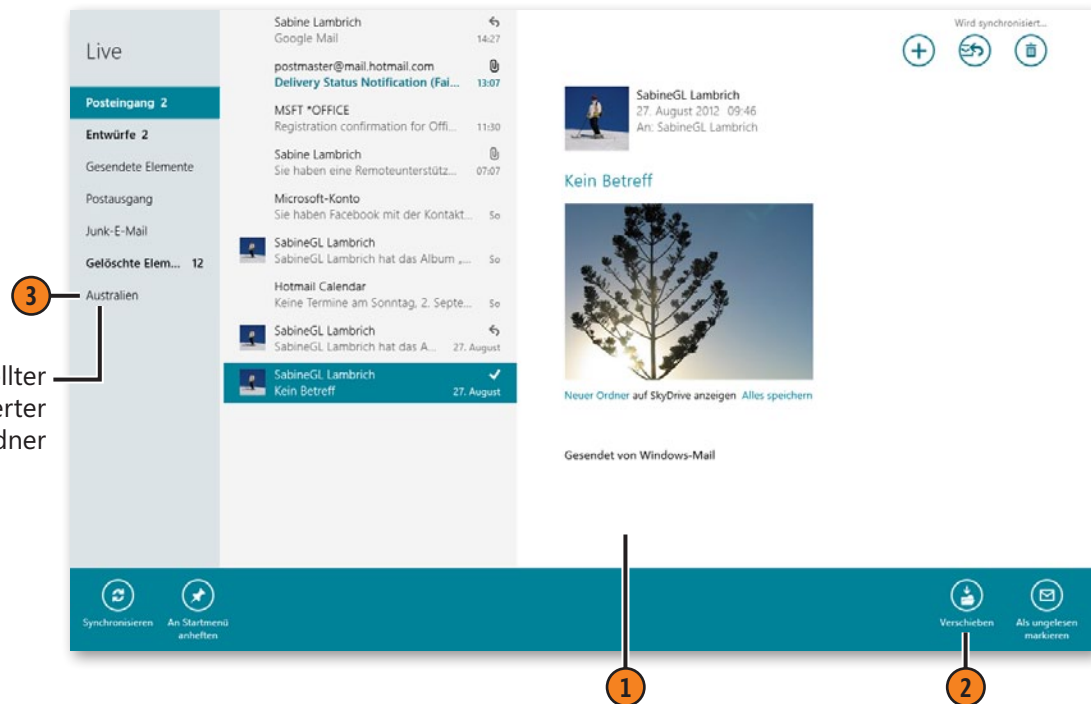 Live
Posteingang 2
Entwürfe 2
Gesendete Elemente
Postausgang
Junk-E-Mail
Gelöschte Elem... 12
Australien
3
llter
erter
dner
Sabine Lambrich
Google Mail 14:27
postmaster@mail.hotmail.com
Delivery Status Notification (Fai... 13:07
MSFT *OFFICE
Registration confirmation for Offi... 11:30
Sabine Lambrich
Sie haben eine Remoteunterstütz... 07:07
Microsoft-Konto
Sie haben Facebook mit der Kontakt... So
SabineGL Lambrich
SabineGL Lambrich hat das Album „... So
Hotmail Calendar
Keine Termine am Sonntag, 2. Septe... So
SabineGL Lambrich
SabineGL Lambrich hat das A... 27. August
SabineGL Lambrich
Kein Betreff 27. August
Wird synchronisiert...
SabineGL Lambrich
27. August 2012 09:46
An: SabineGL Lambrich
Kein Betreff
Neuer Ordner auf SkyDrive anzeigen Alles speichern
Gesendet von Windows-Mail
Synchronisieren
An Startmenü
anheften
Verschieben
Als ungelesen
markieren
1
2